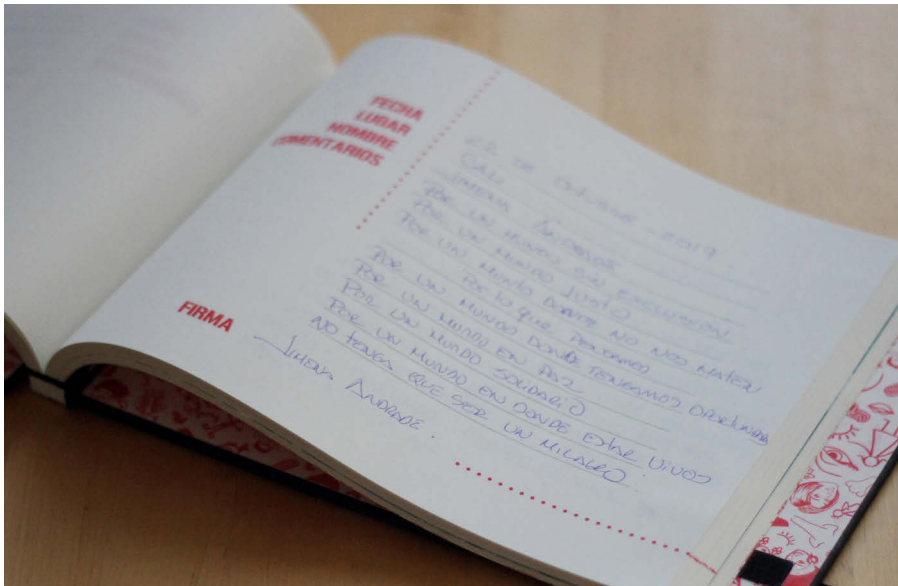 FECHA
LUGAR
NOMBRE
COMENTARIOS
22 DE Octubre - 2019.
CALI
JIMENA ANDRADE
POR UN MUNDO SIN EXCLUSIÓN
POR UN MUNDO JUSTO
POR UN MUNDO DONDE NO NOS MATEN
POR lo que PENSAMOS
POR UN MUNDO DONDE TENGAMOS OPORTUNIDAD
POR UN MUNDO EN PAZ
POR UN MUNDO SOLIDARIO
POR UN MUNDO EN DONDE EStAR ViVOS
NO tENGA QUE SER UN MILAGRO.
FIRMA
JIMENA ANDRADE.